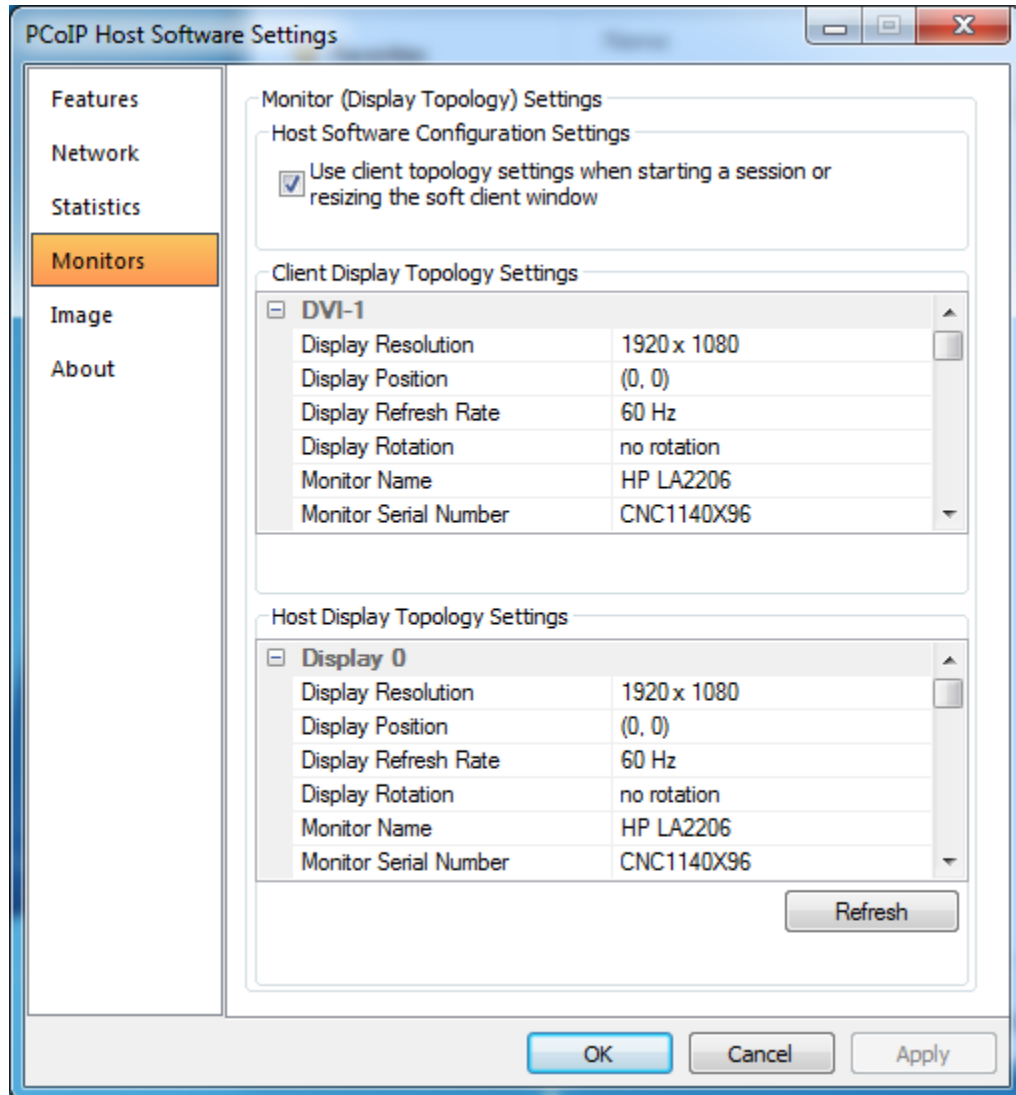 PCoIP Host Software Settings
Features
Network
Statistics
Monitors
Image
About
Monitor (Display Topology) Settings
Host Software Configuration Settings
Use client topology settings when starting a session or
resizing the soft client window
Client Display Topology Settings
DVI-1
Display Resolution 1920 x 1080
Display Position (0, 0)
Display Refresh Rate 60 Hz
Display Rotation no rotation
Monitor Name HP LA2206
Monitor Serial Number CNC1140X96
Host Display Topology Settings
Display 0
Display Resolution 1920 x 1080
Display Position (0, 0)
Display Refresh Rate 60 Hz
Display Rotation no rotation
Monitor Name HP LA2206
Monitor Serial Number CNC1140X96
Refresh
OK Cancel Apply